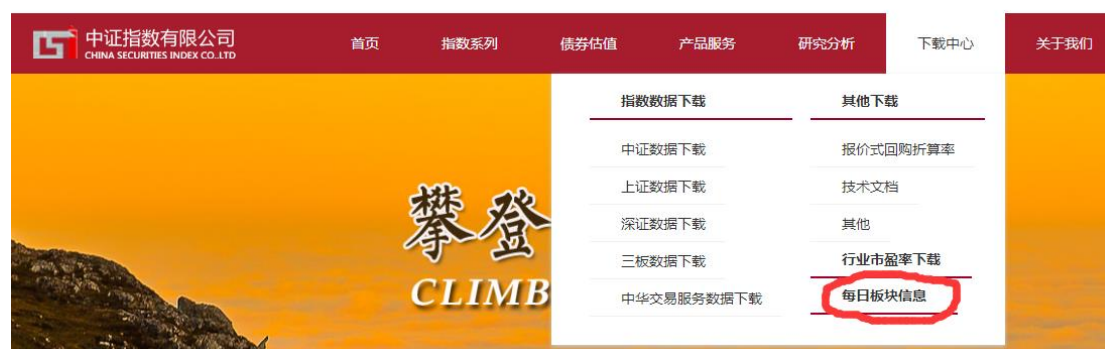 中证指数有限公司
CHINA SECURITIES INDEX CO.,LTD
首页 指数系列 债券估值 产品服务 研究分析 下载中心 关于我们
指数数据下载 其他下载
中证数据下载 报价式回购折算率
上证数据下载 技术文档
深证数据下载 其他
三板数据下载 行业市盈率下载
中华交易服务数据下载 每日板块信息
攀登
CLIMB